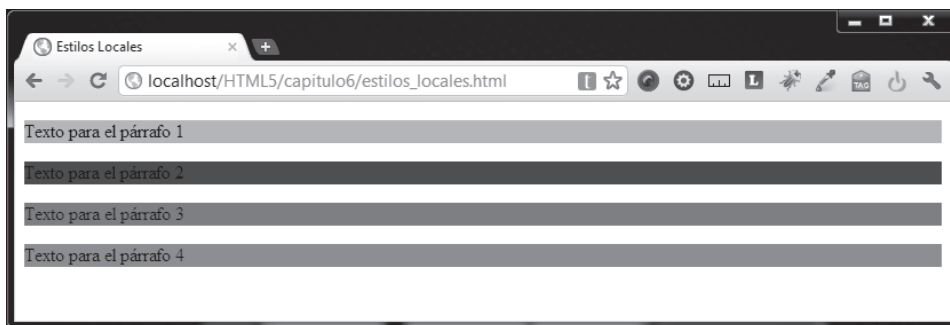 Estilos Locales
localhost/HTML5/capitulo6/estilos_locales.html
L
TAG
Texto para el párrafo 1
Texto para el párrafo 2
Texto para el párrafo 3
Texto para el párrafo 4